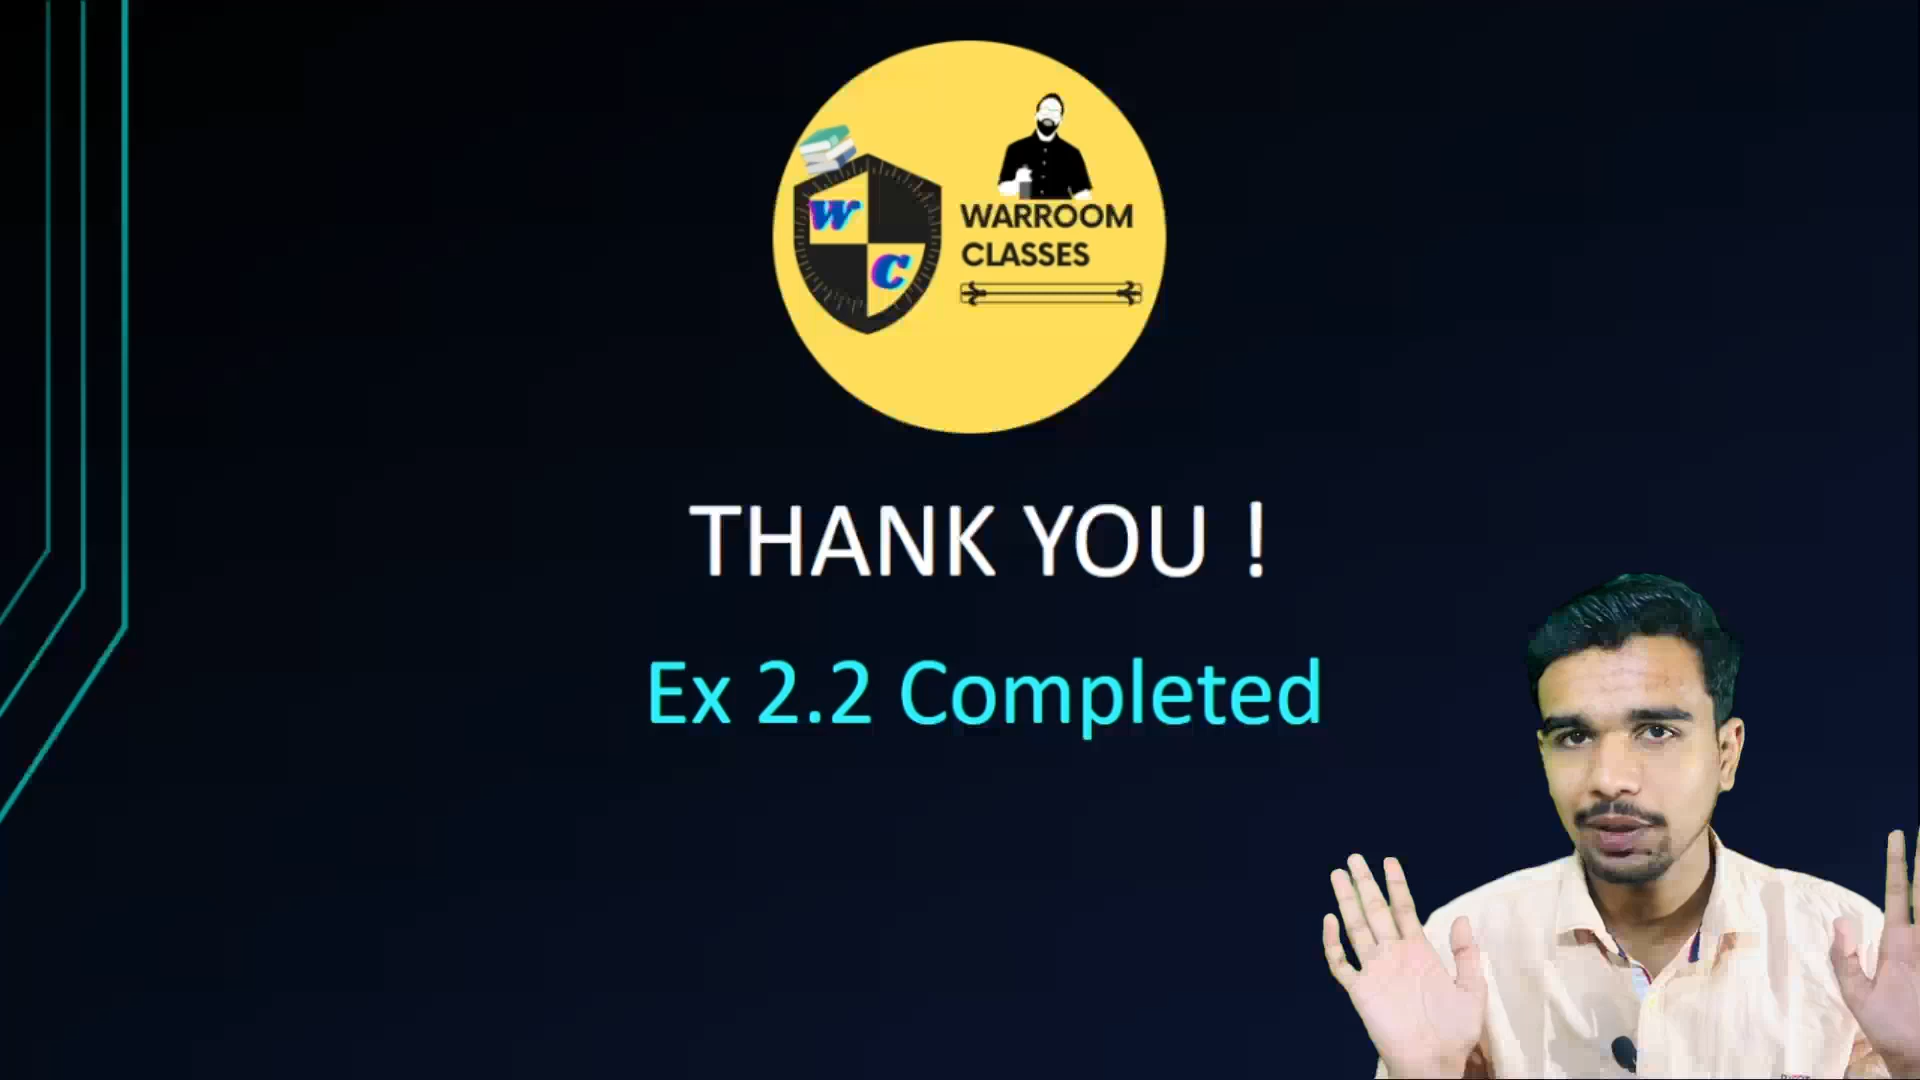 W
C
WARROOM
CLASSES
THANK YOU !
Ex 2.2 Completed